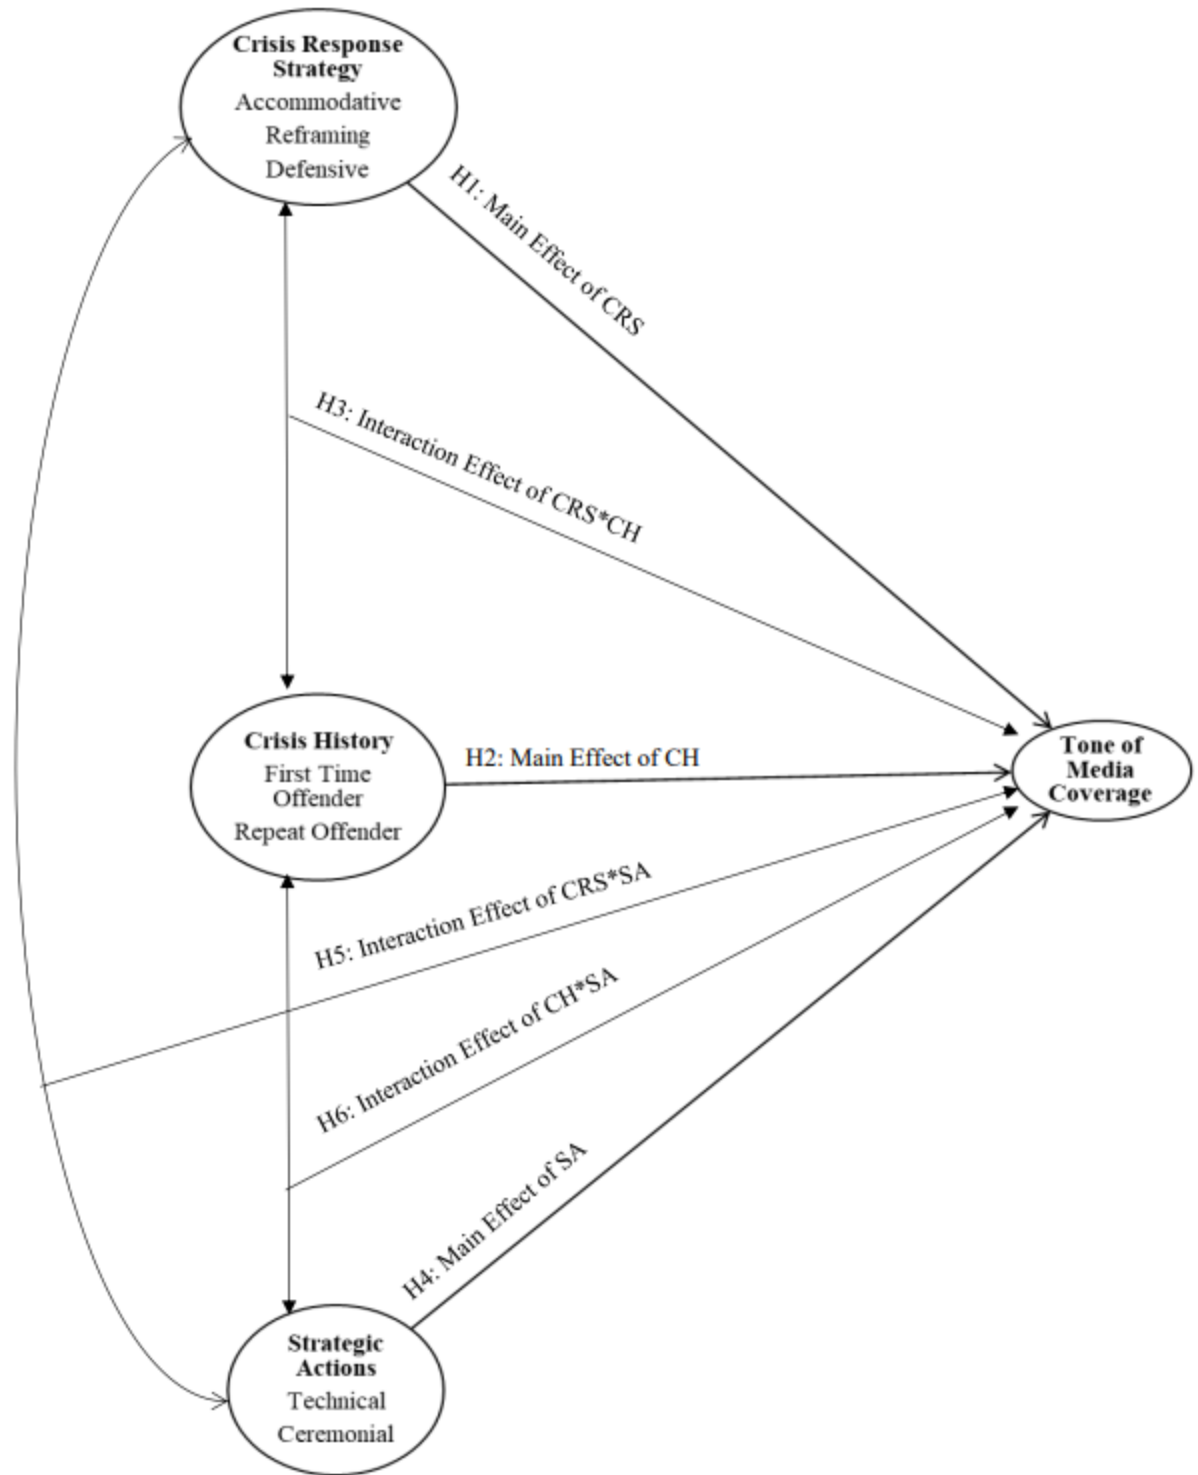 Crisis Response
Strategy
Accommodative
Reframing
Defensive
H1: Main Effect of CRS
H3: Interaction Effect of CRS*CH
Crisis History
First Time
Offender
Repeat Offender
H2: Main Effect of CH
Tone of
Media
Coverage
H5: Interaction Effect of CRS*SA
H6: Interaction Effect of CH*SA
H4: Main Effect of SA
Strategic
Actions
Technical
Ceremonial